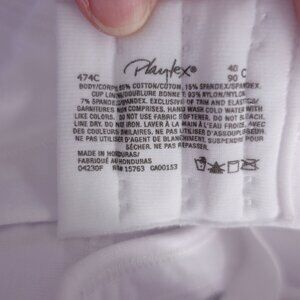 Playtex®
40
474C
90 C
BODY/CORPS: 85% COTTON/COTON, 15% SPANDEX/SPANDEX.
CUP LINING/DOUBLURE BONNET: 93% NYLON/NYLON,
7% SPANDEX/SPANDEX. EXCLUSIVE OF TRIM AND ELASTIC/
GARNITURES NON COMPRISES. HAND WASH COLD WATER WITH
LIKE COLORS. DO NOT USE FABRIC SOFTENER. DO NOT BLEACH.
LINE DRY. DO NOT IRON. LAVER À LA MAIN À EAU FROIDE, AVEC
DES COULEURS SIMILAIRES. NE PAS UTILISER
D'ADOUCISSANT. NE PAS UTILISER DE BLANCHISSANT. SUSPENDRE POUR
SÉCHER. NE PAS REPASSER.
MADE IN HONDURAS
FABRIQUÉ AU HONDURAS
04230F RN# 15763 CA00153